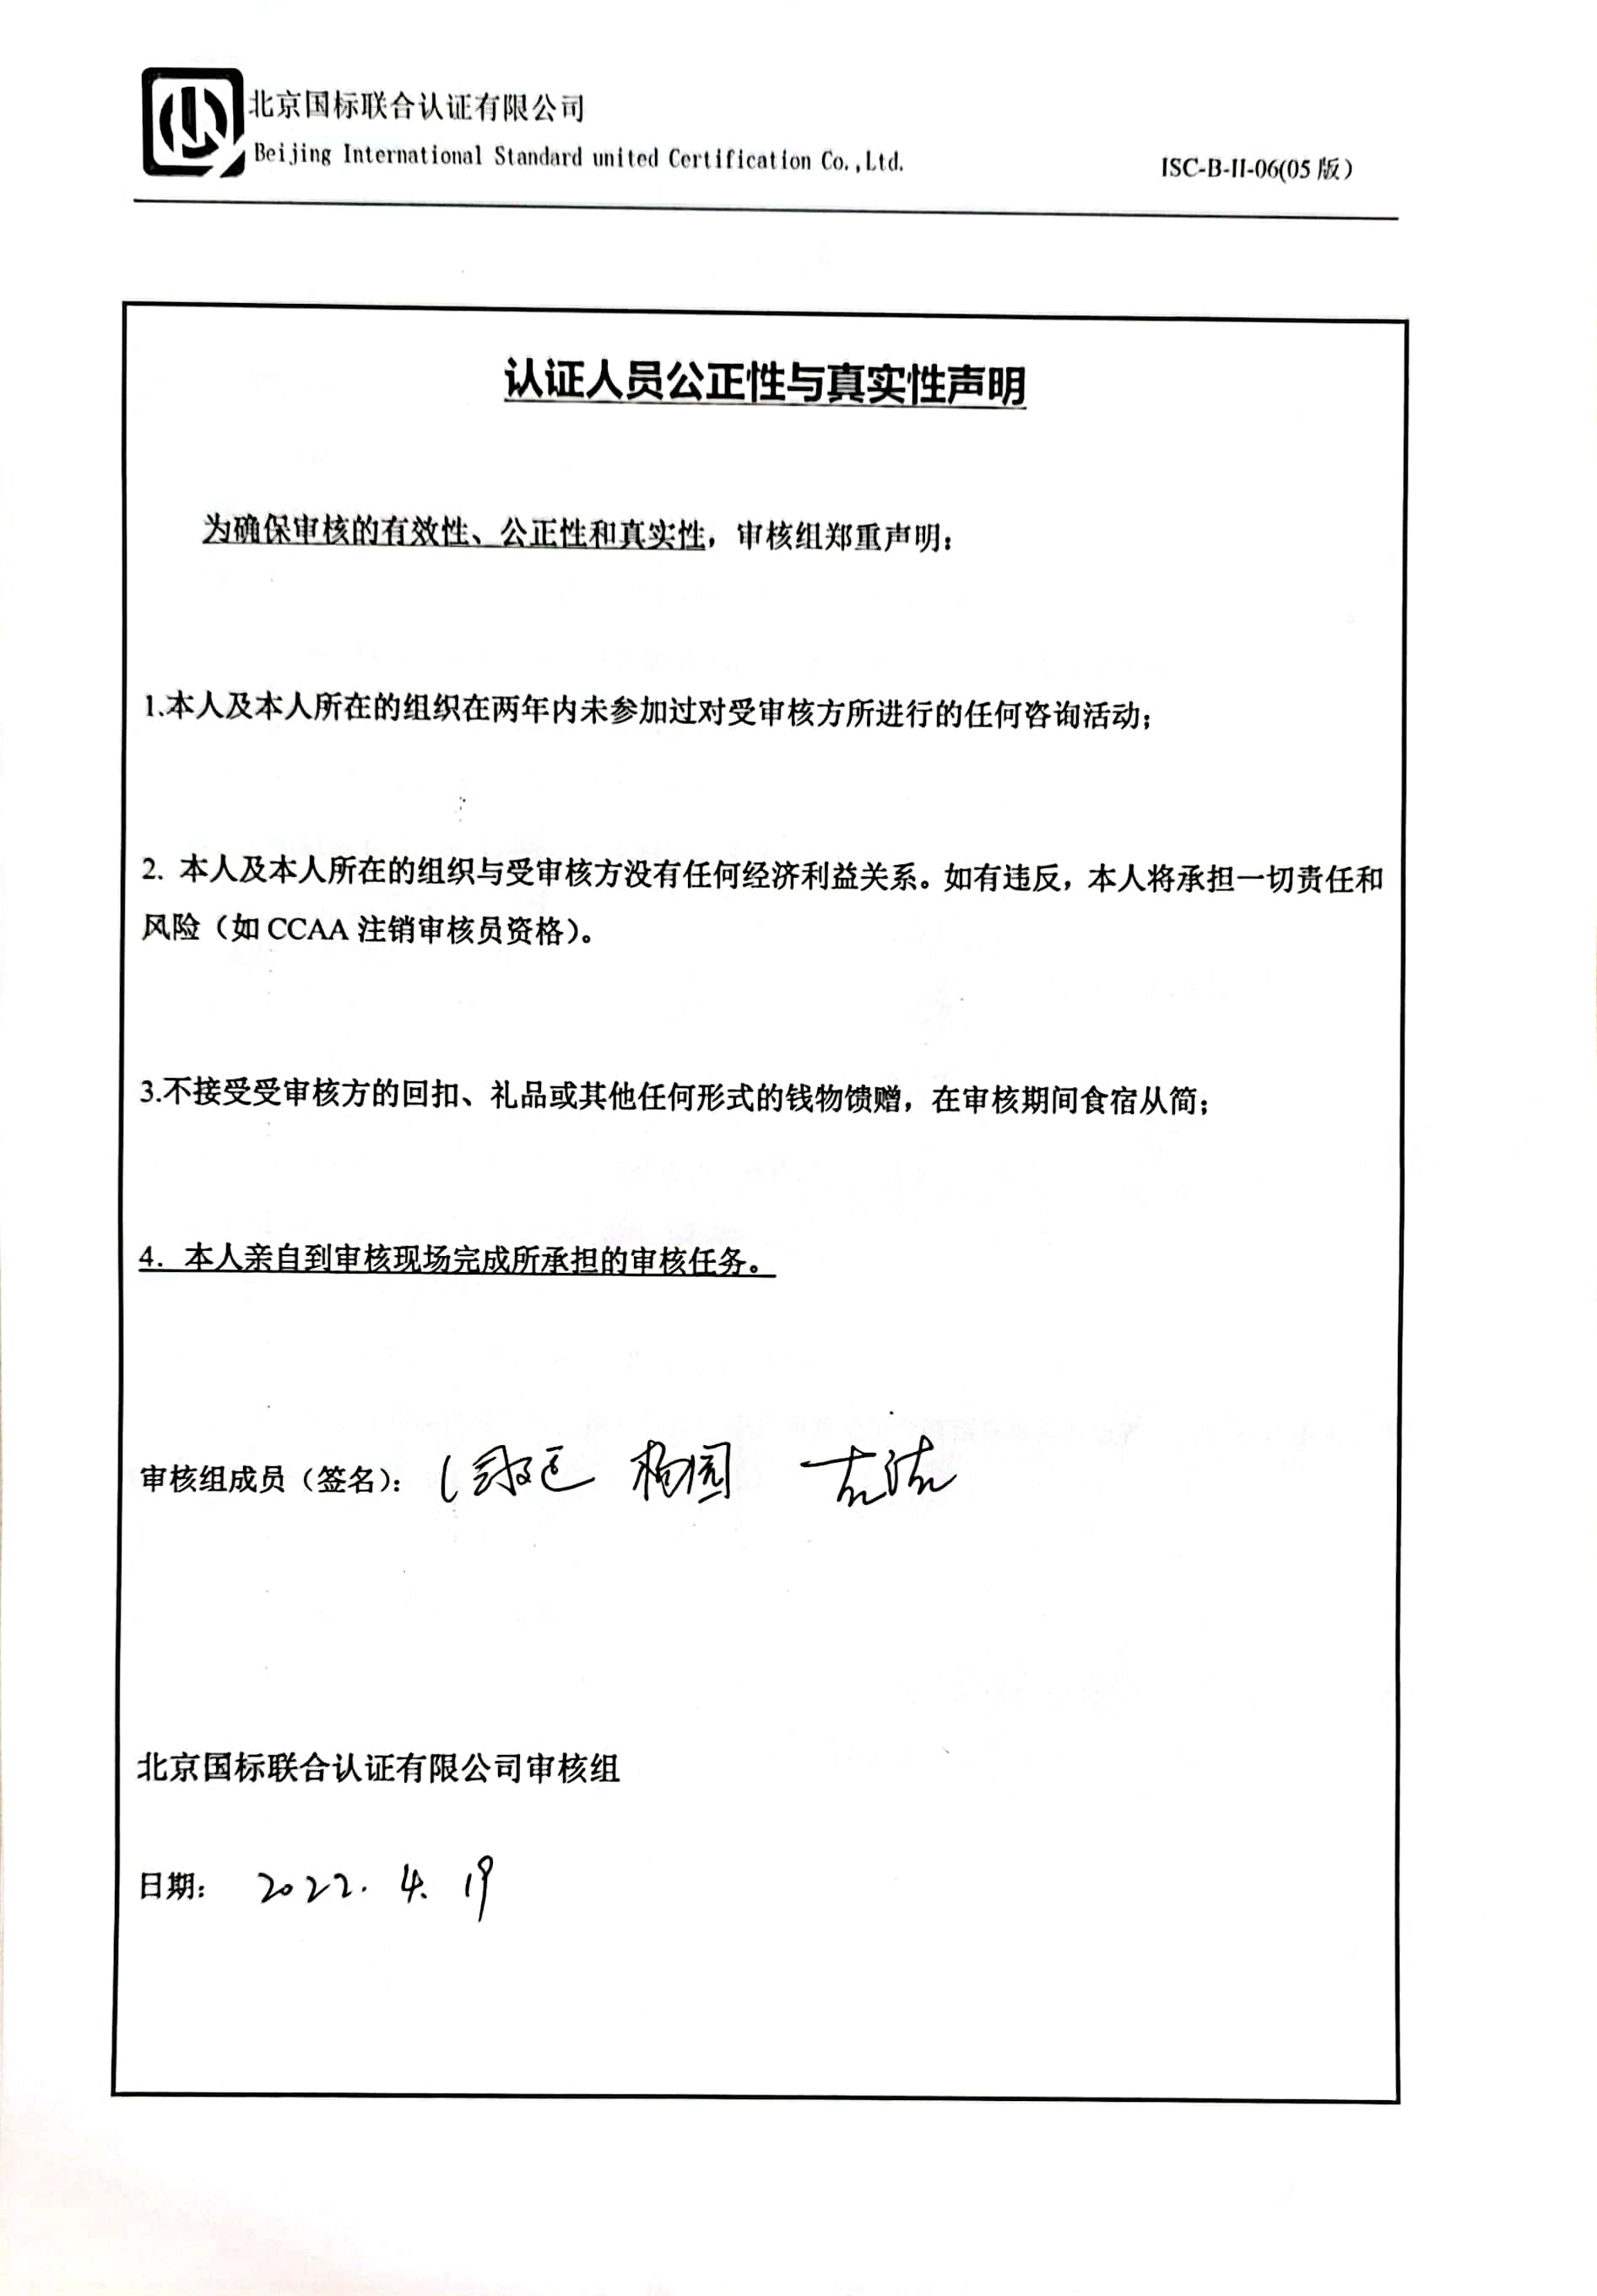 北京国标联合认证有限公司
Beijing International Standard united Certification Co.,Ltd.
ISC-B-II-06(05 版）
认证人员公正性与真实性声明
为确保审核的有效性、公正性和真实性，审核组郑重声明：
1.本人及本人所在的组织在两年内未参加过对受审核方所进行的任何咨询活动；
2. 本人及本人所在的组织与受审核方没有任何经济利益关系。如有违反，本人将承担一切责任和
风险（如 CCAA 注销审核员资格）。
3.不接受受审核方的回扣、礼品或其他任何形式的钱物馈赠，在审核期间食宿从简；
4. 本人亲自到审核现场完成所承担的审核任务。
审核组成员（签名）： 杨园
北京国标联合认证有限公司审核组
日期： 2022. 4. 19